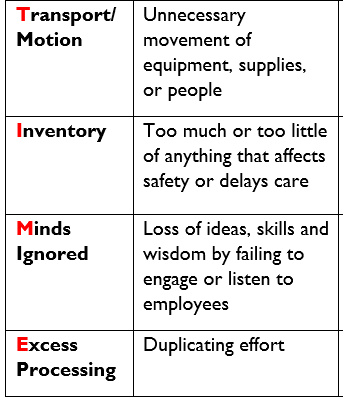 Transport/
Motion
Unnecessary
movement of
equipment, supplies,
or people
Inventory
Too much or too little
of anything that affects
safety or delays care
Minds
Ignored
Loss of ideas, skills and
wisdom by failing to
engage or listen to
employees
Excess
Processing
Duplicating effort